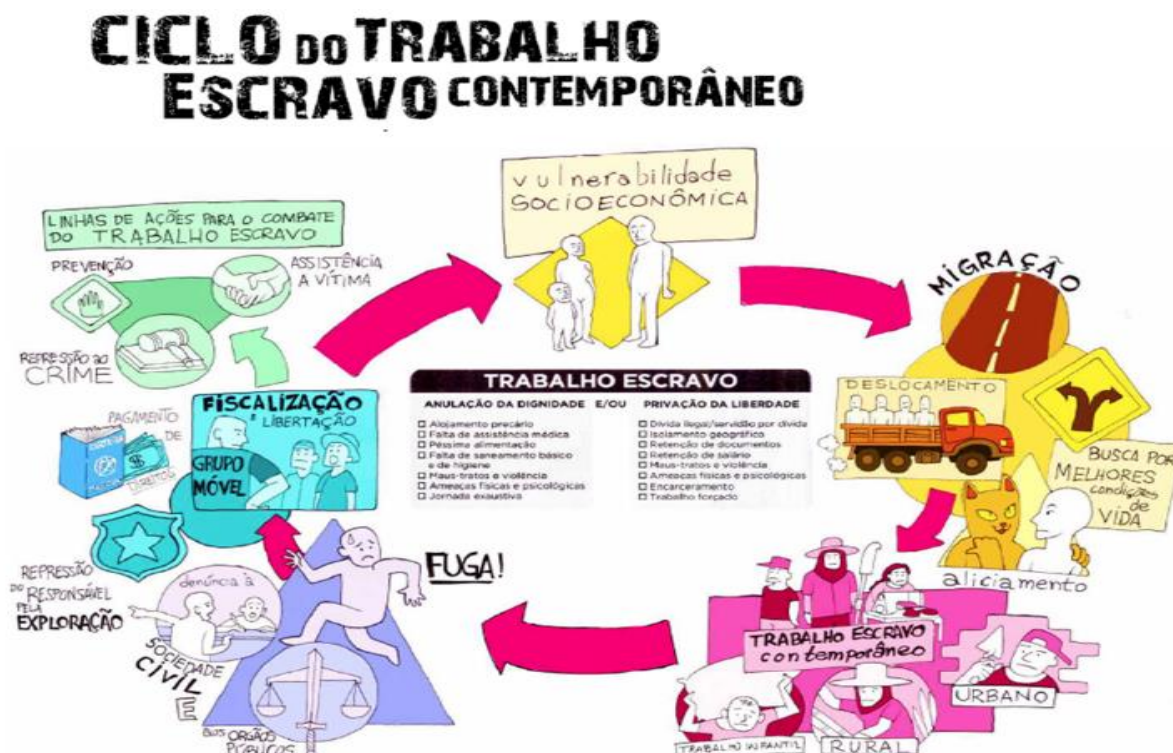 CICLO DO TRABALHO
ESCRAVO CONTEMPORÂNEO
vulnerabilidade
SOCIOECONÔMICA
MIGRAÇÃO
DESLOCAMENTO
BUSCA POR
MELHORES
condições
de
VIDA
aliciamento
TRABALHO ESCRAVO
contemporâneo
URBANO
TRABALHO INFANTIL
RURAL
FUGA!
denúncia à
SOCIEDADE
CIVIL E
aos ORGÃOS
PÚBLICOS
FISCALIZAÇÃO
E LIBERTAÇÃO
GRUPO
MÓVEL
PAGAMENTO
DE
DIREITOS
REPRESSÃO
DO RESPONSÁVEL
PELA
EXPLORAÇÃO
LINHAS DE AÇÕES PARA O COMBATE
DO TRABALHO ESCRAVO
PREVENÇÃO
ASSISTÊNCIA
A VÍTIMA
REPRESSÃO ao
CRIME
TRABALHO ESCRAVO
ANULAÇÃO DA DIGNIDADE E/OU PRIVAÇÃO DA LIBERDADE
Alojamento precário
Falta de assistência médica
Péssima alimentação
Falta de saneamento básico
e de higiene
Maus-tratos e violência
Ameaças físicas e psicológicas
Jornada exaustiva
Dívida ilegal/servidão por dívida
Isolamento geográfico
Retenção de documentos
Retenção de salário
Maus-tratos e violência
Ameaças físicas e psicológicas
Encarceramento
Trabalho forçado